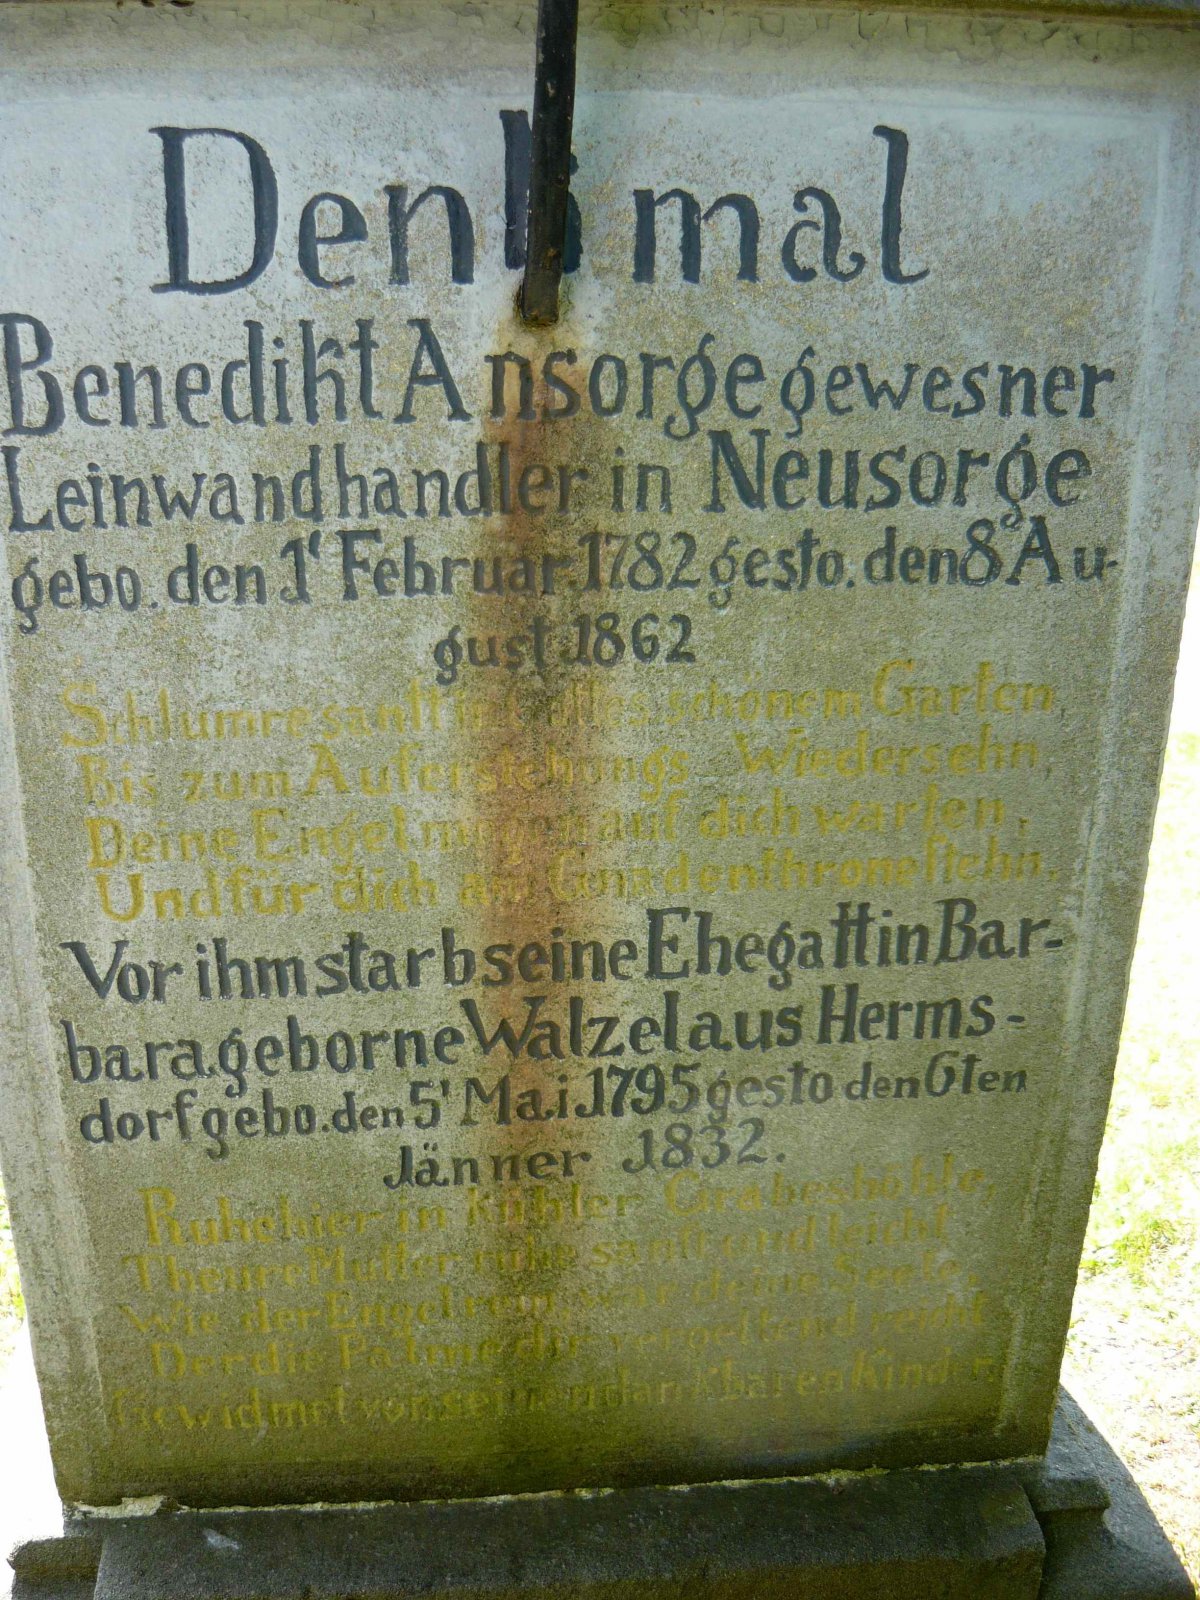 Denkmal
Benedikt Ansorge gewesner
Leinwandhandler in Neusorge
gebo. den 1t Februar 1782 gesto. den 8t Au-
gust 1862
Schlumre sanft in Gottes schönem Garten,
Bis zum Auferstehungs Wiedersehn,
Deine Engel mögen auf dich warten,
Und für dich am Gnadenthrone stehn.
Vor ihm starb seine Ehegattin Bar-
bara geborne Walzel aus Herms-
dorf gebo. den 5t Mai 1795 gesto den 6ten
Jänner 1832.
Ruhe hier in kühler Grabeshöhle,
Theure Mutter ruhe sanft und leicht
Wie der Engel rein, war deine Seele,
Der die Palme dir vergeltend reicht
Gewidmet von seinen dankbaren Kindern